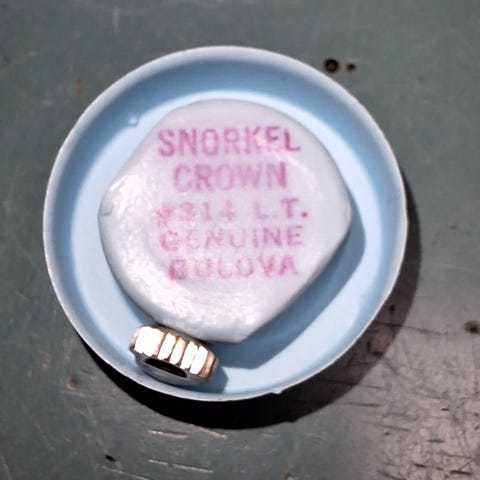 SNORKEL
CROWN
#314 L.T.
GENUINE
BULOVA